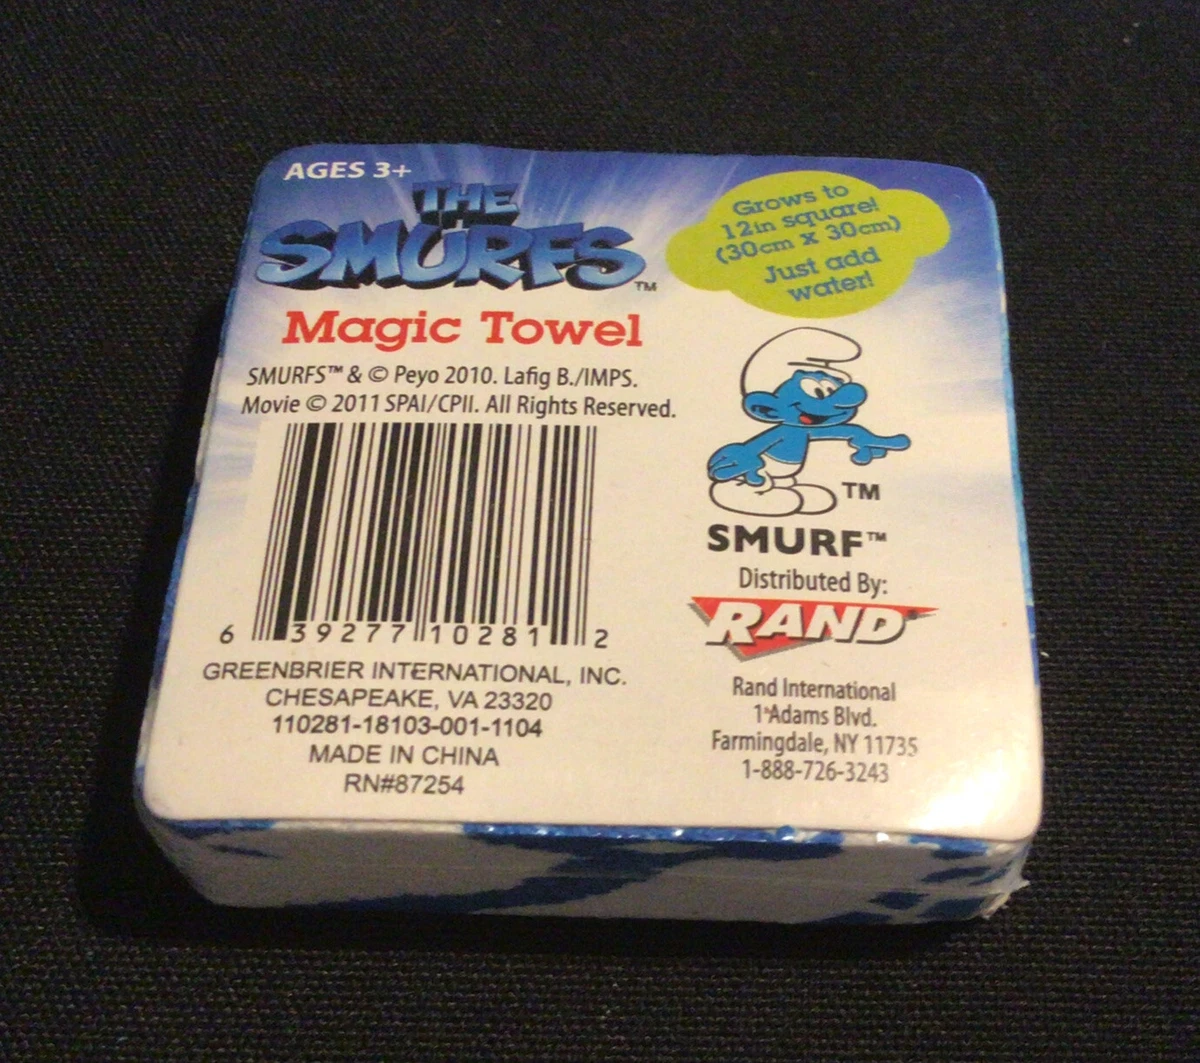 AGES 3+
THE
SMURFS™
Magic Towel
SMURFS™ & © Peyo 2010. Lafig B./IMPS.
Movie © 2011 SPAI/CPII. All Rights Reserved.
6 39277 10281 2
GREENBRIER INTERNATIONAL, INC.
CHESAPEAKE, VA 23320
110281-18103-001-1104
MADE IN CHINA
RN#87254
Grows to
12in square!
(30cm x 30cm)
Just add
water!
TM
SMURF™
Distributed By:
RAND
Rand International
1 Adams Blvd.
Farmingdale, NY 11735
1-888-726-3243